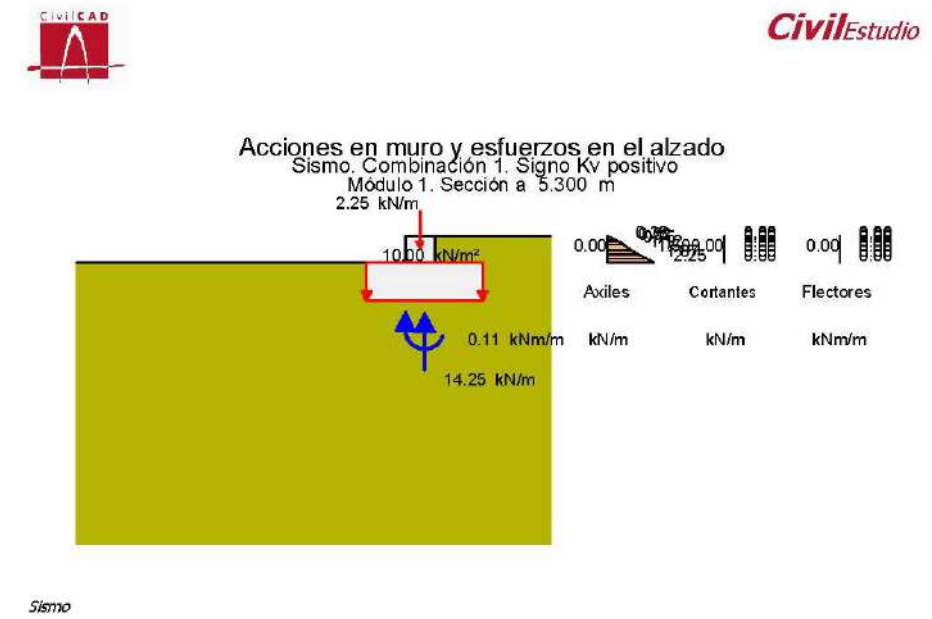 CivilCAD
CivilEstudio
Acciones en muro y esfuerzos en el alzado
Sismo. Combinación 1. Signo Kv positivo
Módulo 1. Sección a 5.300 m
2.25 kN/m
10.00 kN/m²
0.00
2.25
0.00
Axiles Cortantes Flectores
0.11 kNm/m kN/m kN/m kNm/m
14.25 kN/m
Sismo